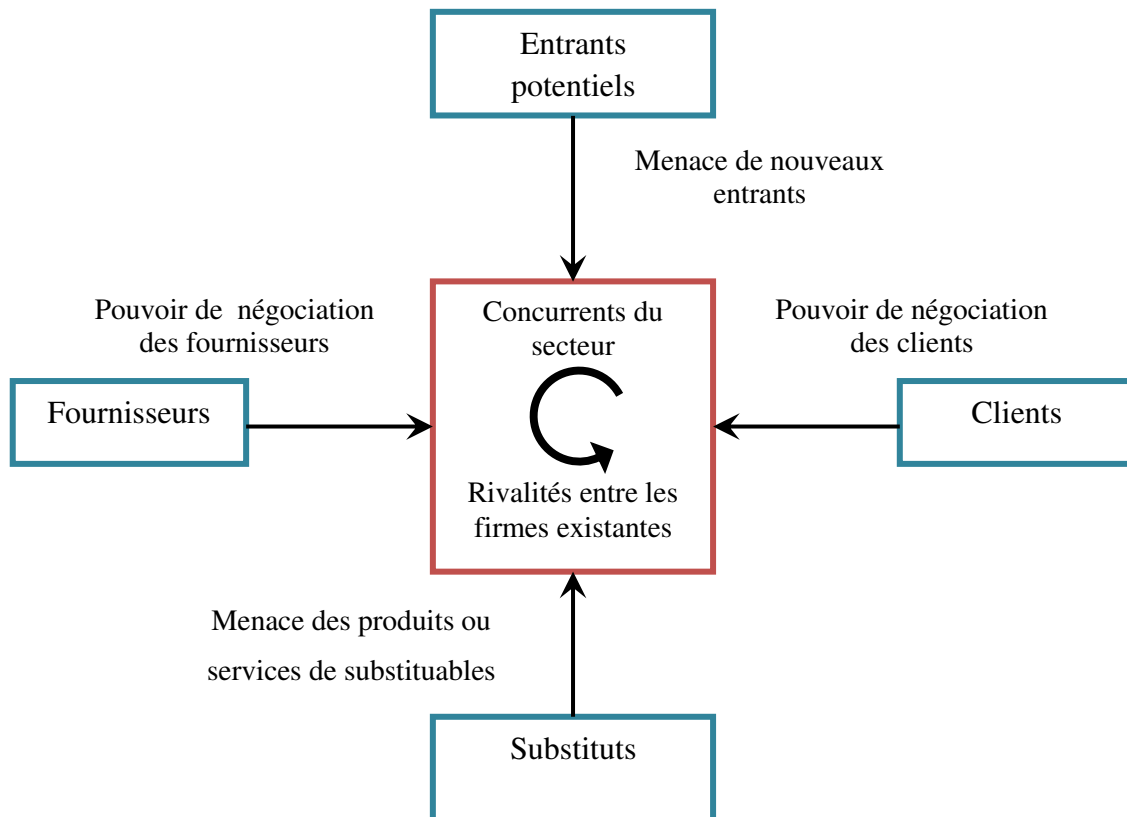 Entrants
potentiels
Menace de nouveaux
entrants
Pouvoir de négociation
des fournisseurs
Concurrents du
secteur
Pouvoir de négociation
des clients
Fournisseurs
Clients
Rivalités entre les
firmes existantes
Menace des produits ou
services de substituables
Substituts